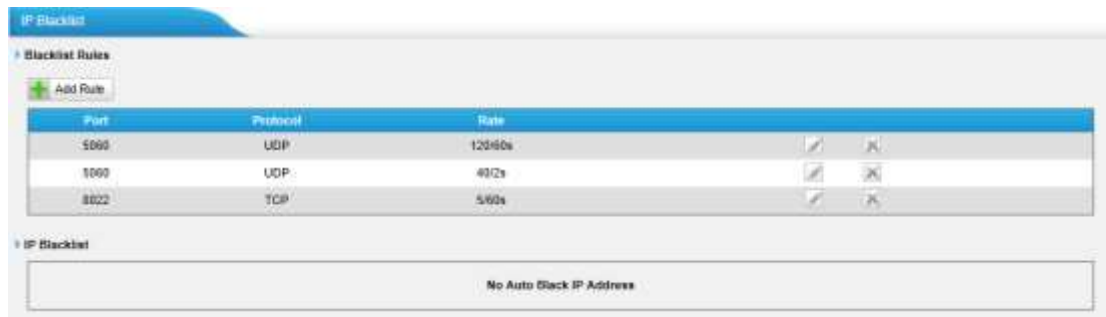 IP Blacklist
Blacklist Rules
Add Rule
Port Protocol Rate
5060 UDP 120/60s
5060 UDP 40/2s
8022 TCP 5/60s
IP Blacklist
No Auto Black IP Address